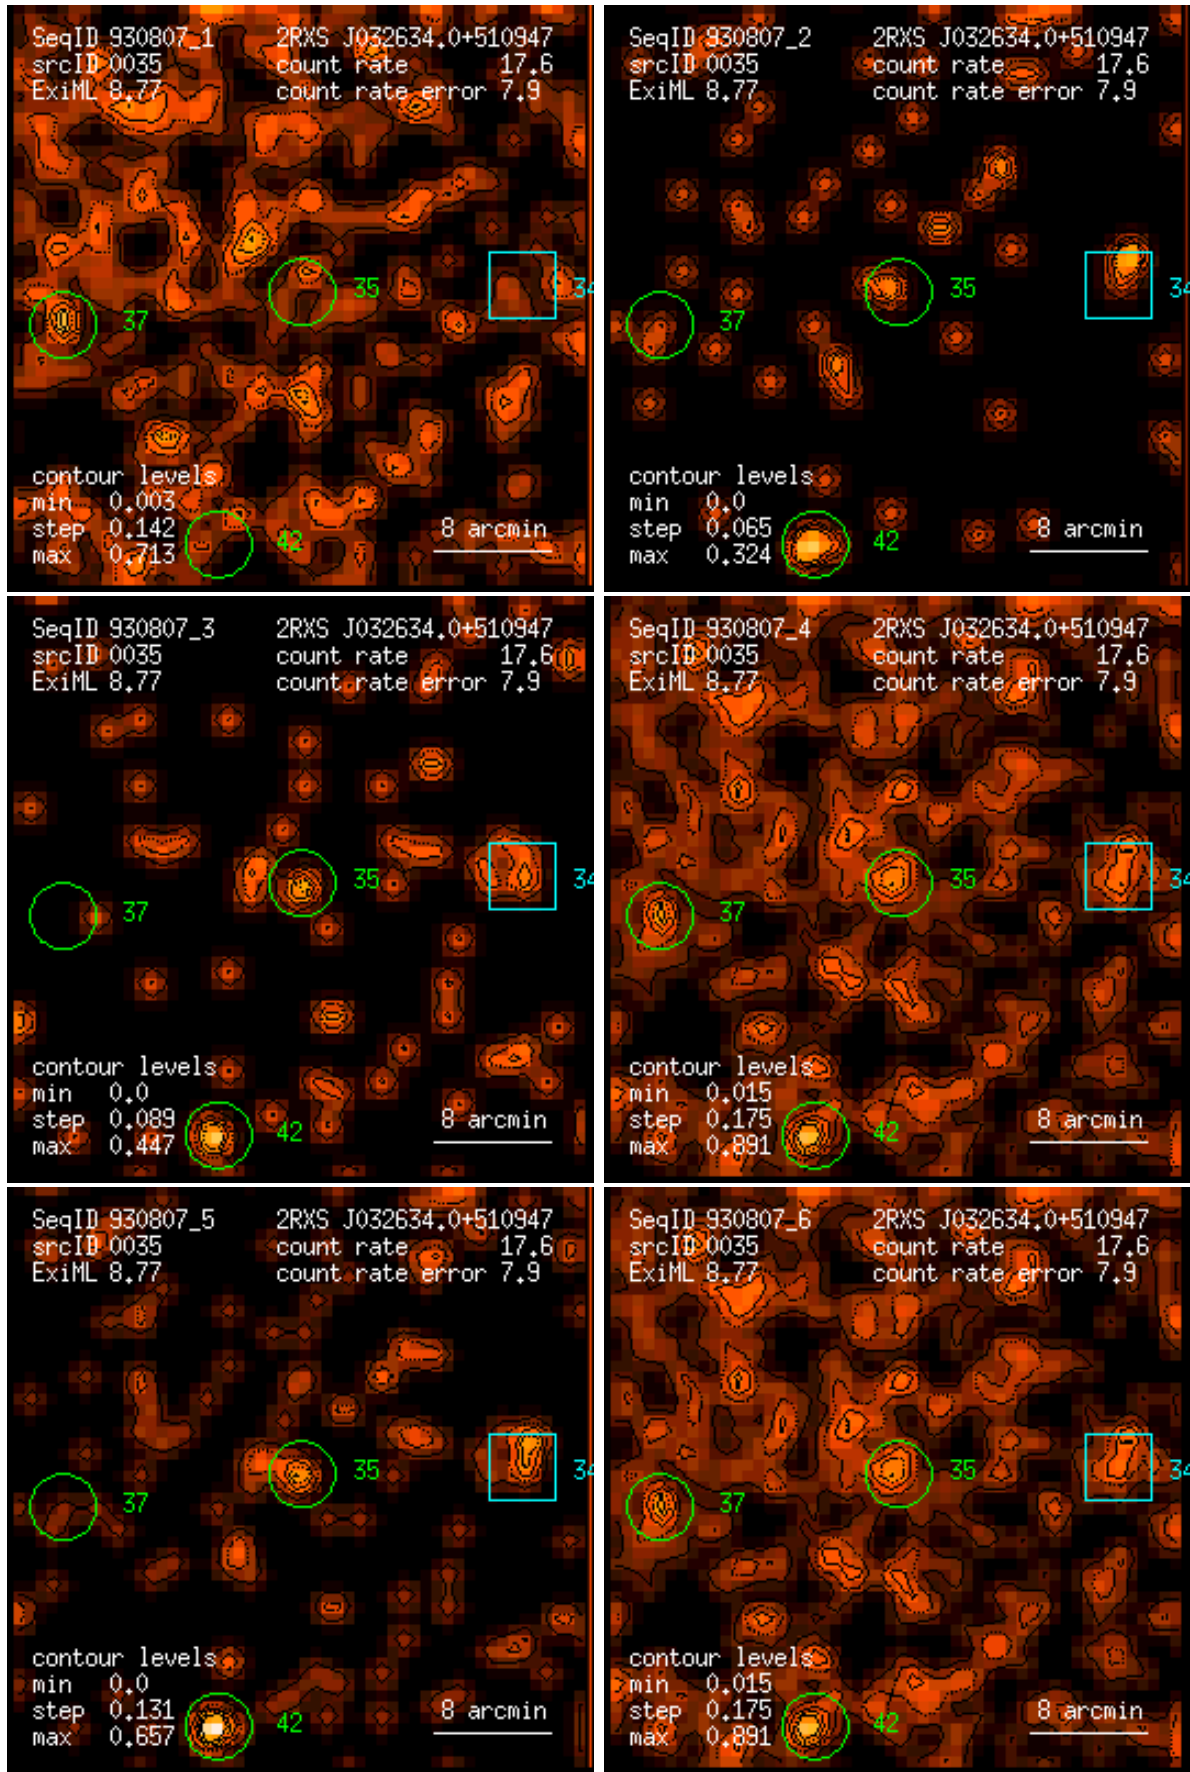 SeqID 930807_1 2RXS J032634.0+510947
srcID 0035 count rate 17.6
ExiML 8.77 count rate error 7.9
35
37
34
contour levels
min 0.003
step 0.142 8 arcmin
max 0.713 42
SeqID 930807_2 2RXS J032634.0+510947
srcID 0035 count rate 17.6
ExiML 8.77 count rate error 7.9
35
37
34
contour levels
min 0.0
step 0.065 8 arcmin
max 0.324 42
SeqID 930807_3 2RXS J032634.0+510947
srcID 0035 count rate 17.6
ExiML 8.77 count rate error 7.9
35
37
34
contour levels
min 0.0
step 0.089 8 arcmin
max 0.447 42
SeqID 930807_4 2RXS J032634.0+510947
srcID 0035 count rate 17.6
ExiML 8.77 count rate error 7.9
35
37
34
contour levels
min 0.015
step 0.175 8 arcmin
max 0.891 42
SeqID 930807_5 2RXS J032634.0+510947
srcID 0035 count rate 17.6
ExiML 8.77 count rate error 7.9
35
37
34
contour levels
min 0.0
step 0.131 8 arcmin
max 0.657 42
SeqID 930807_6 2RXS J032634.0+510947
srcID 0035 count rate 17.6
ExiML 8.77 count rate error 7.9
35
37
34
contour levels
min 0.015
step 0.175 8 arcmin
max 0.891 42